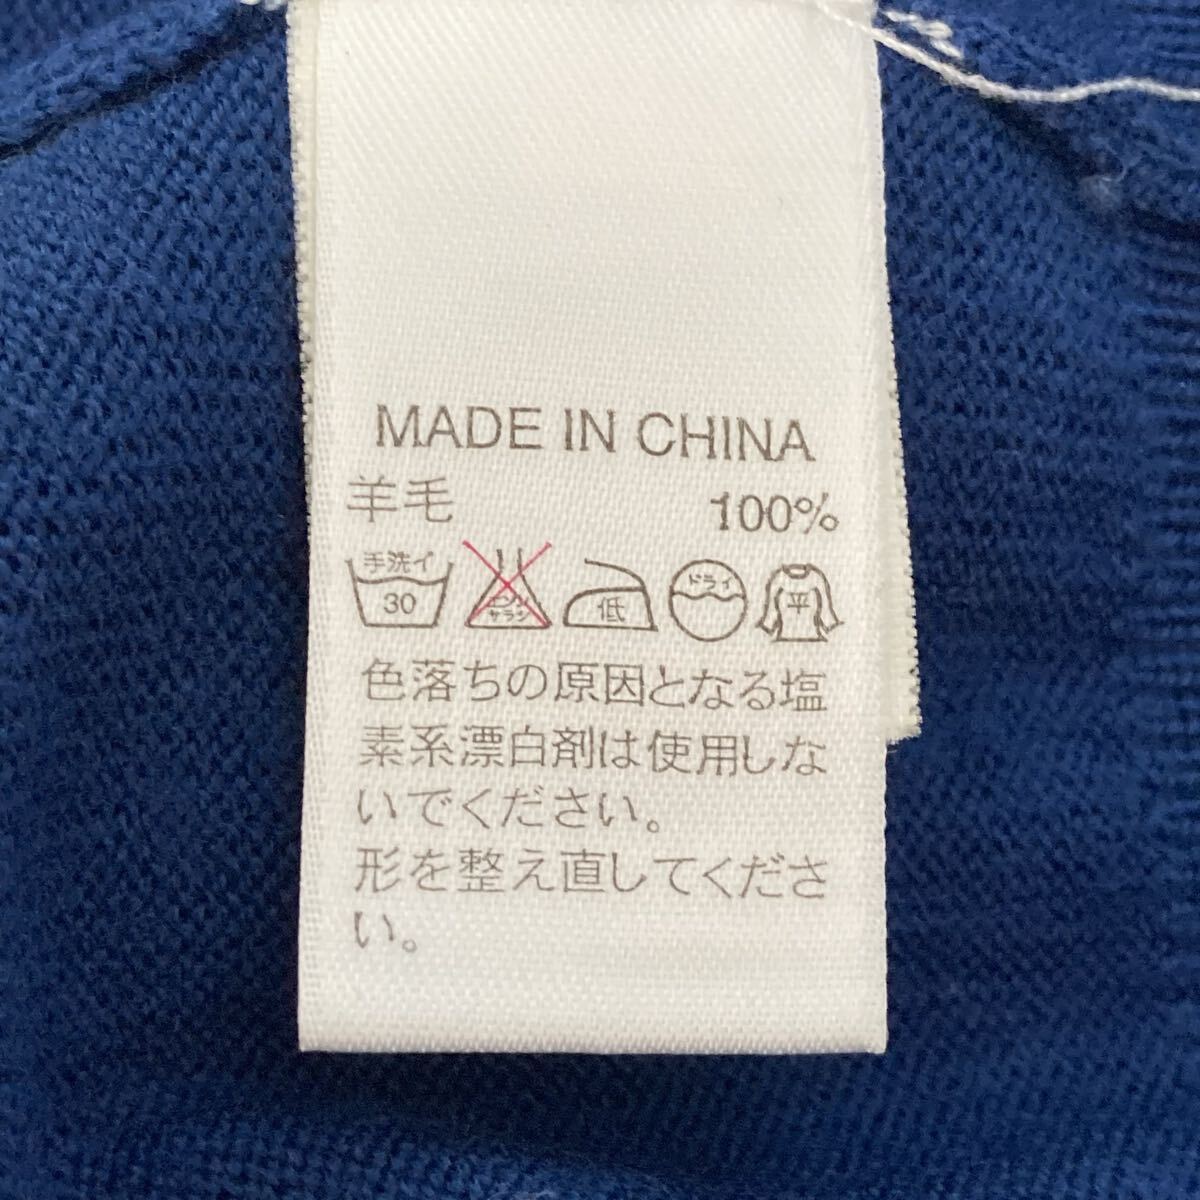 MADE IN CHINA
羊毛 100%
手洗イ 30 エンソ サラシ 低 ドライ 平
色落ちの原因となる塩
素系漂白剤は使用しな
いでください。
形を整え直してくださ
い。